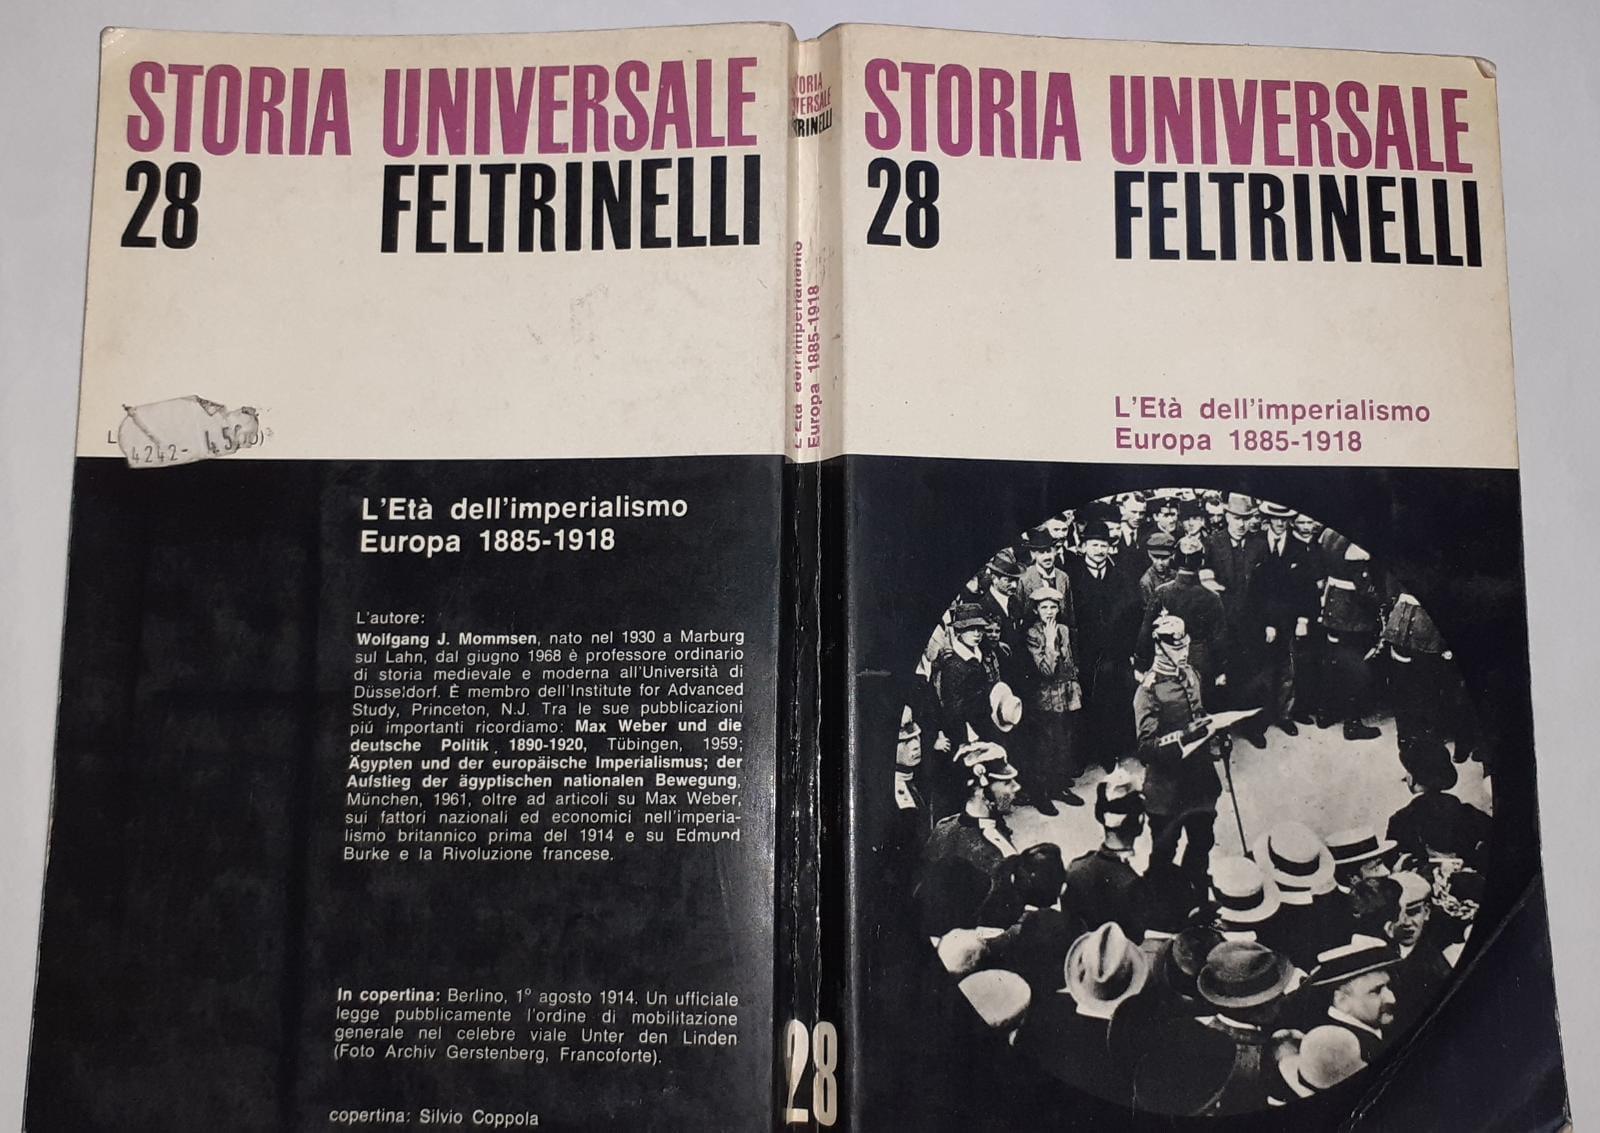 STORIA UNIVERSALE
28 FELTRINELLI
4242-
L'Età dell'imperialismo
Europa 1885-1918
L'autore:
Wolfgang J. Mommsen, nato nel 1930 a Marburg
sul Lahn, dal giugno 1968 è professore ordinario
di storia medievale e moderna all'Università di
Düsseldorf. È membro dell'Institute for Advanced
Study, Princeton, N.J. Tra le sue pubblicazioni
piú importanti ricordiamo: Max Weber und die
deutsche Politik 1890-1920, Tübingen, 1959;
Ägypten und der europäische Imperialismus; der
Aufstieg der ägyptischen nationalen Bewegung,
München, 1961, oltre ad articoli su Max Weber,
sui fattori nazionali ed economici nell'imperia-
lismo britannico prima del 1914 e su Edmund
Burke e la Rivoluzione francese.
In copertina: Berlino, 1º agosto 1914. Un ufficiale
legge pubblicamente l'ordine di mobilitazione
generale nel celebre viale Unter den Linden
(Foto Archiv Gerstenberg, Francoforte).
copertina: Silvio Coppola
L'Età dell'imperialismo
Europa 1885-1918
28
STORIA UNIVERSALE
28 FELTRINELLI
L'Età dell'imperialismo
Europa 1885-1918